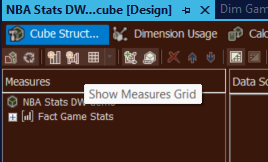 NBA Stats DW...cube [Design]
Dim Gam
Cube Struct...
Dimension Usage
Calc
Measures
Data So
Show Measures Grid
NBA Stats DW
Fact Game Stats